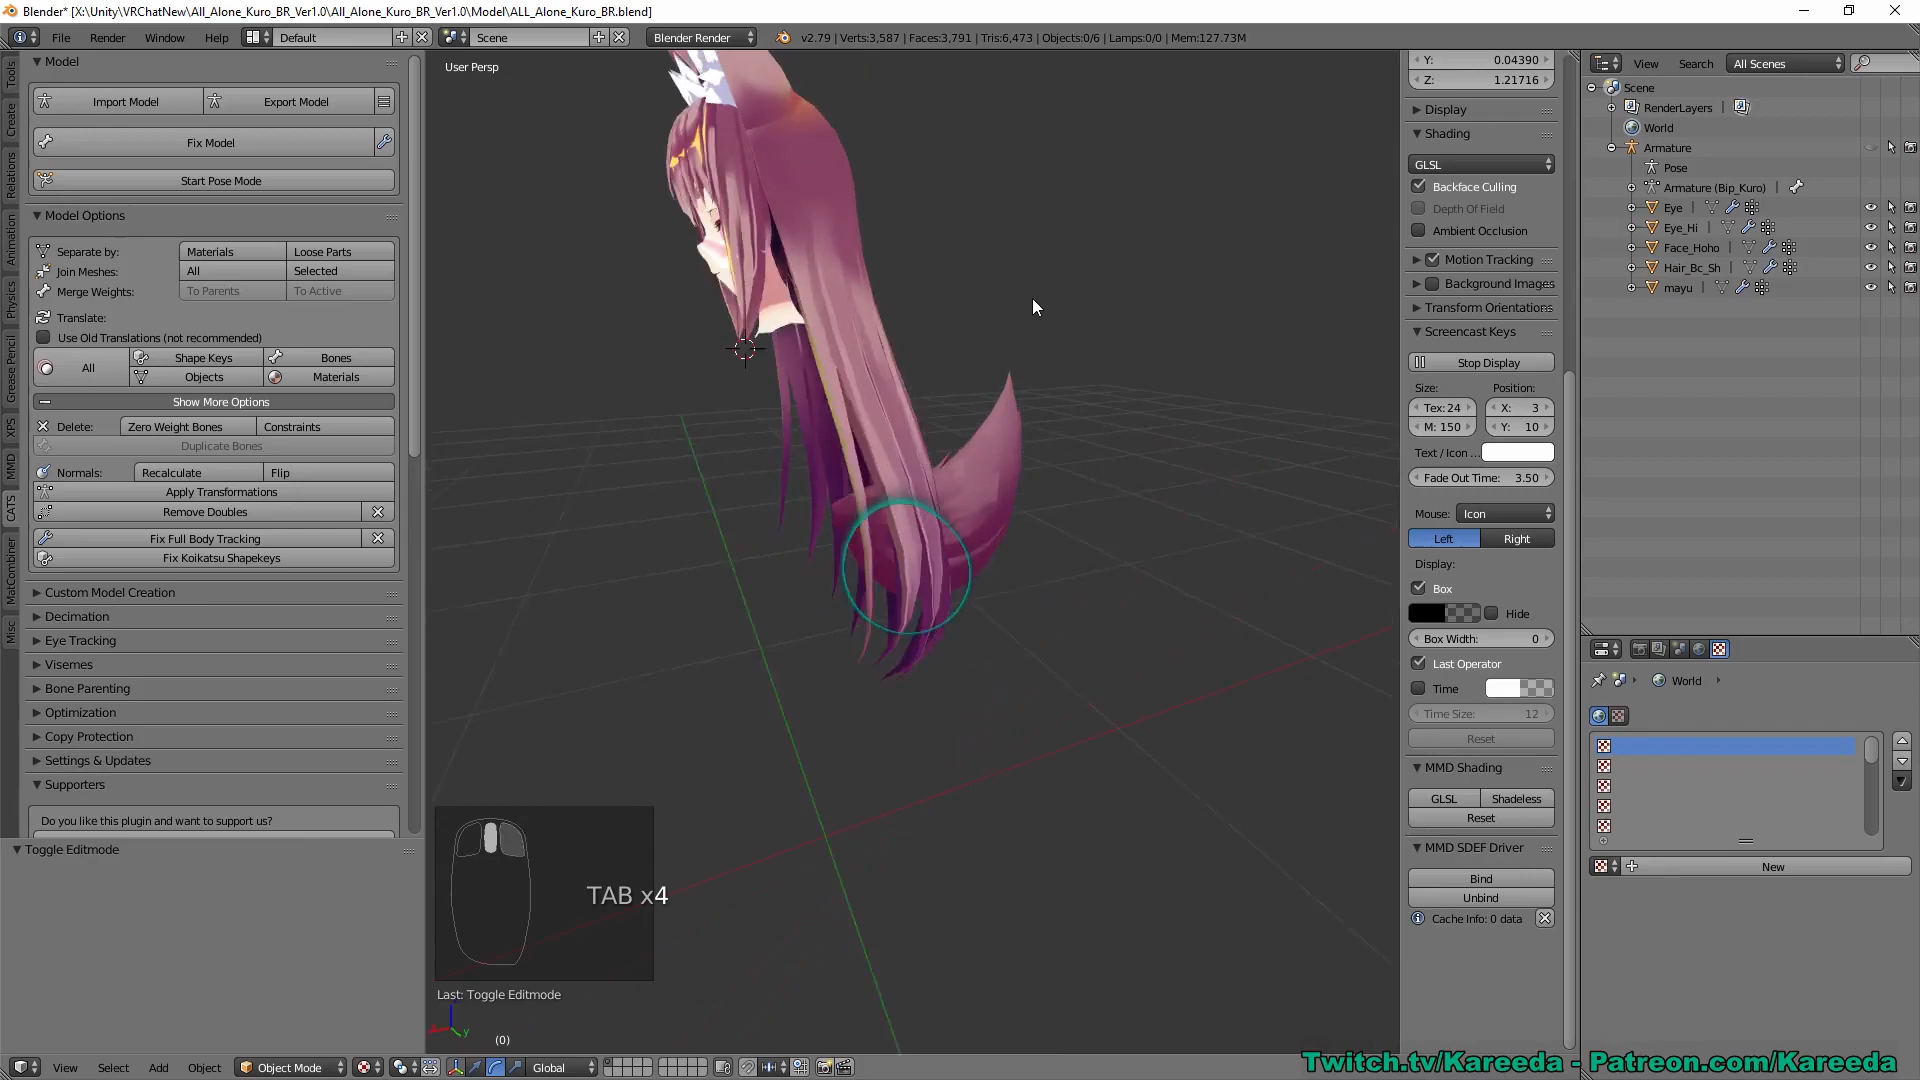 Blender* [X:\Unity\VRChatNew\All_Alone_Kuro_BR_Ver1.0\All_Alone_Kuro_BR_Ver1.0\Model\ALL_Alone_Kuro_BR.blend]
File Render Window Help Default Scene Blender Render v2.79 | Verts:3,587 | Faces:3,791 | Tris:6,473 | Objects:0/6 | Lamps:0/0 | Mem:127.73M
Tools
Create
Relations
Animation
Physics
Grease Pencil
XPS
MMD
CATS
MatCombiner
Misc
Model
Import Model Export Model
Fix Model
Start Pose Mode
Model Options
Separate by: Materials Loose Parts
Join Meshes: All Selected
Merge Weights: To Parents To Active
Translate:
Use Old Translations (not recommended)
All Shape Keys Bones
Objects Materials
Show More Options
Delete: Zero Weight Bones Constraints
Duplicate Bones
Normals: Recalculate Flip
Apply Transformations
Remove Doubles
Fix Full Body Tracking
Fix Koikatsu Shapekeys
Custom Model Creation
Decimation
Eye Tracking
Visemes
Bone Parenting
Optimization
Copy Protection
Settings & Updates
Supporters
Do you like this plugin and want to support us?
Toggle Editmode
User Persp
TAB x4
Last: Toggle Editmode
(0)
View Select Add Object Object Mode Global
Y: 0.04390
Z: 1.21716
Display
Shading
GLSL
Backface Culling
Depth Of Field
Ambient Occlusion
Motion Tracking
Background Images
Transform Orientations
Screencast Keys
Stop Display
Size: Position:
Tex: 24 X: 3
M: 150 Y: 10
Text / Icon ...
Fade Out Time: 3.50
Mouse: Icon
Left Right
Display:
Box
Hide
Box Width: 0
Last Operator
Time
Time Size: 12
Reset
MMD Shading
GLSL Shadeless
Reset
MMD SDEF Driver
Bind
Unbind
Cache Info: 0 data
View Search All Scenes
Scene
RenderLayers
World
Armature
Pose
Armature (Bip_Kuro)
Eye
Eye_Hi
Face_Hoho
Hair_Bc_Sh
mayu
World
New
Twitch.tv/Kareeda - Patreon.com/Kareeda